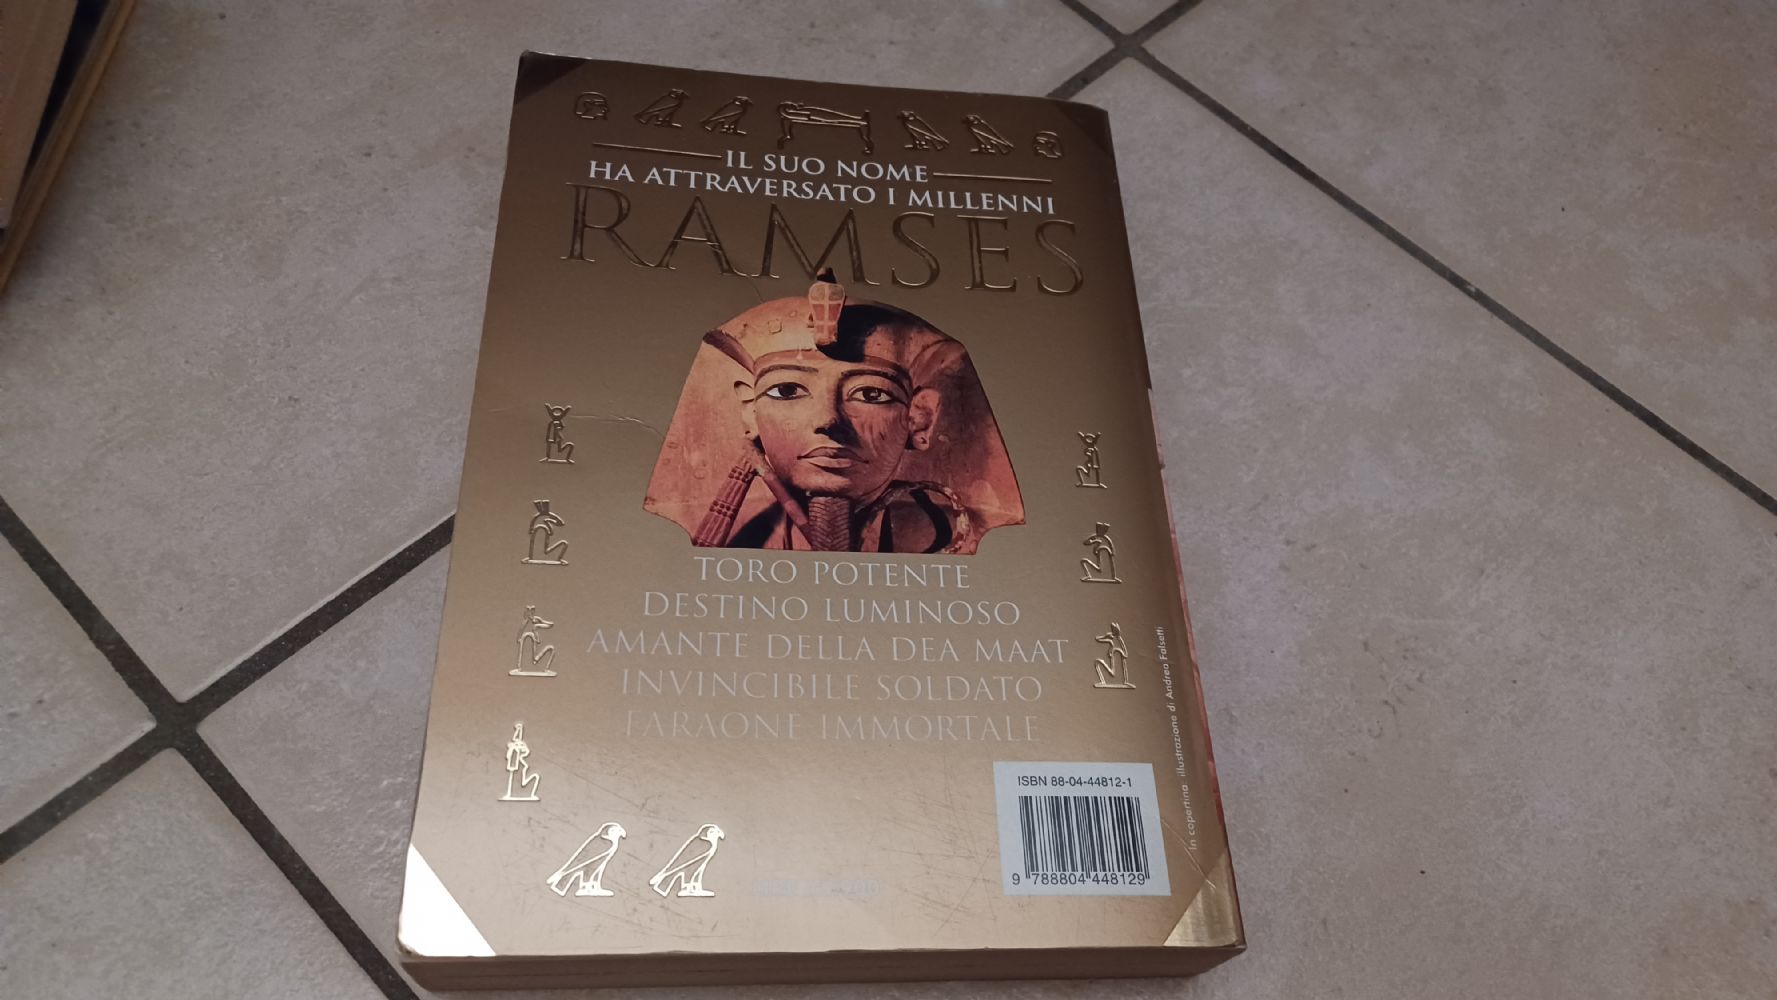 IL SUO NOME
HA ATTRAVERSATO I MILLENNI
RAMSES
TORO POTENTE
DESTINO LUMINOSO
AMANTE DELLA DEA MAAT
INVINCIBILE SOLDATO
FARAONE IMMORTALE
ISBN 88-04-44812-1
9 788804 448129
In copertina: illustrazione di Andrea Falsetti